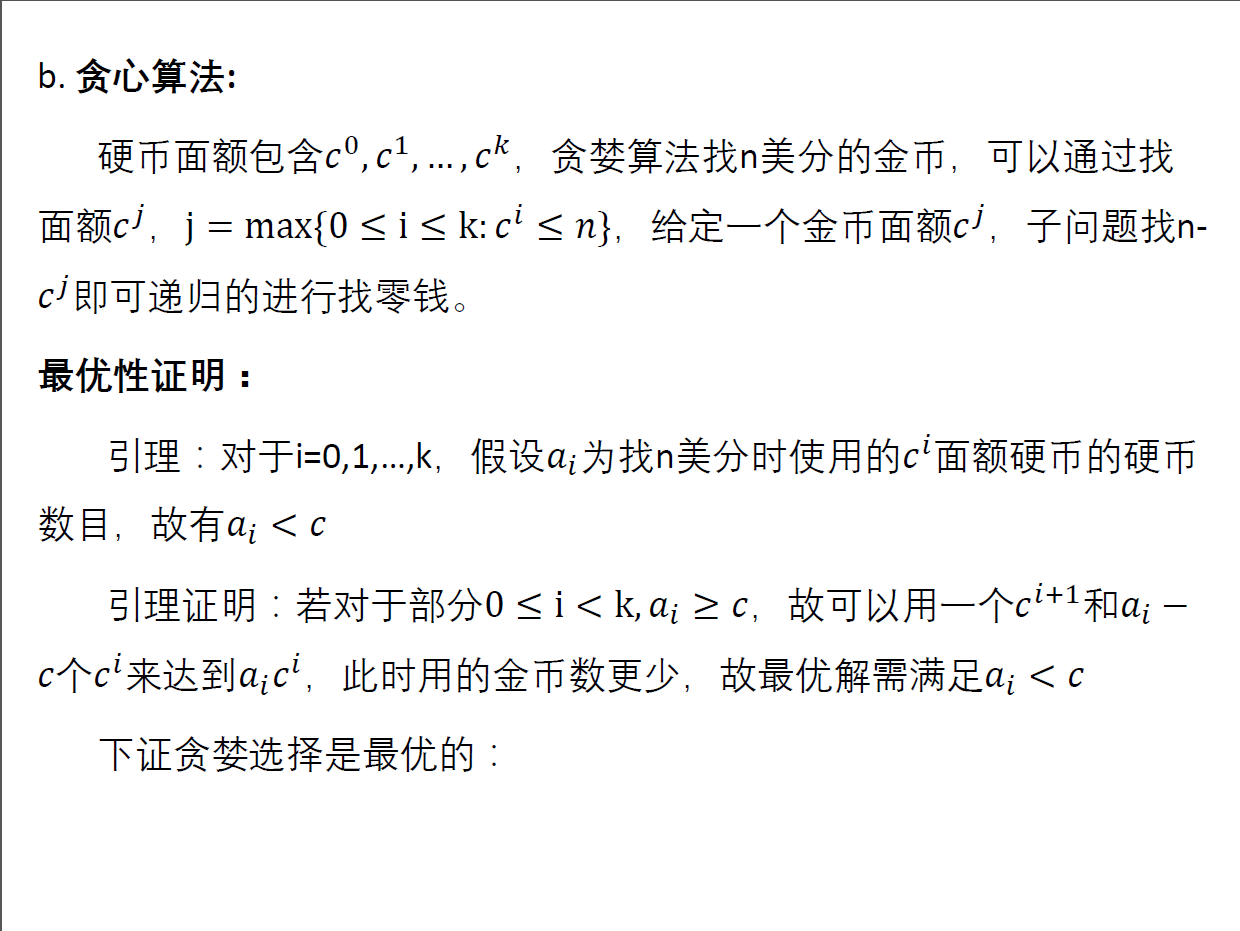 b. 贪心算法:
硬币面额包含c⁰, c¹, … , cᵏ，贪婪算法找n美分的金币，可以通过找
面额cʲ，j = max{0 ≤ i ≤ k: cⁱ ≤ n}，给定一个金币面额cʲ，子问题找n-
cʲ即可递归的进行找零钱。
最优性证明：
引理：对于i=0,1,…,k，假设aᵢ为找n美分时使用的cⁱ面额硬币的硬币
数目，故有aᵢ < c
引理证明：若对于部分0 ≤ i < k, aᵢ ≥ c，故可以用一个cⁱ⁺¹和aᵢ −
c个cⁱ来达到aᵢcⁱ，此时用的金币数更少，故最优解需满足aᵢ < c
下证贪婪选择是最优的：